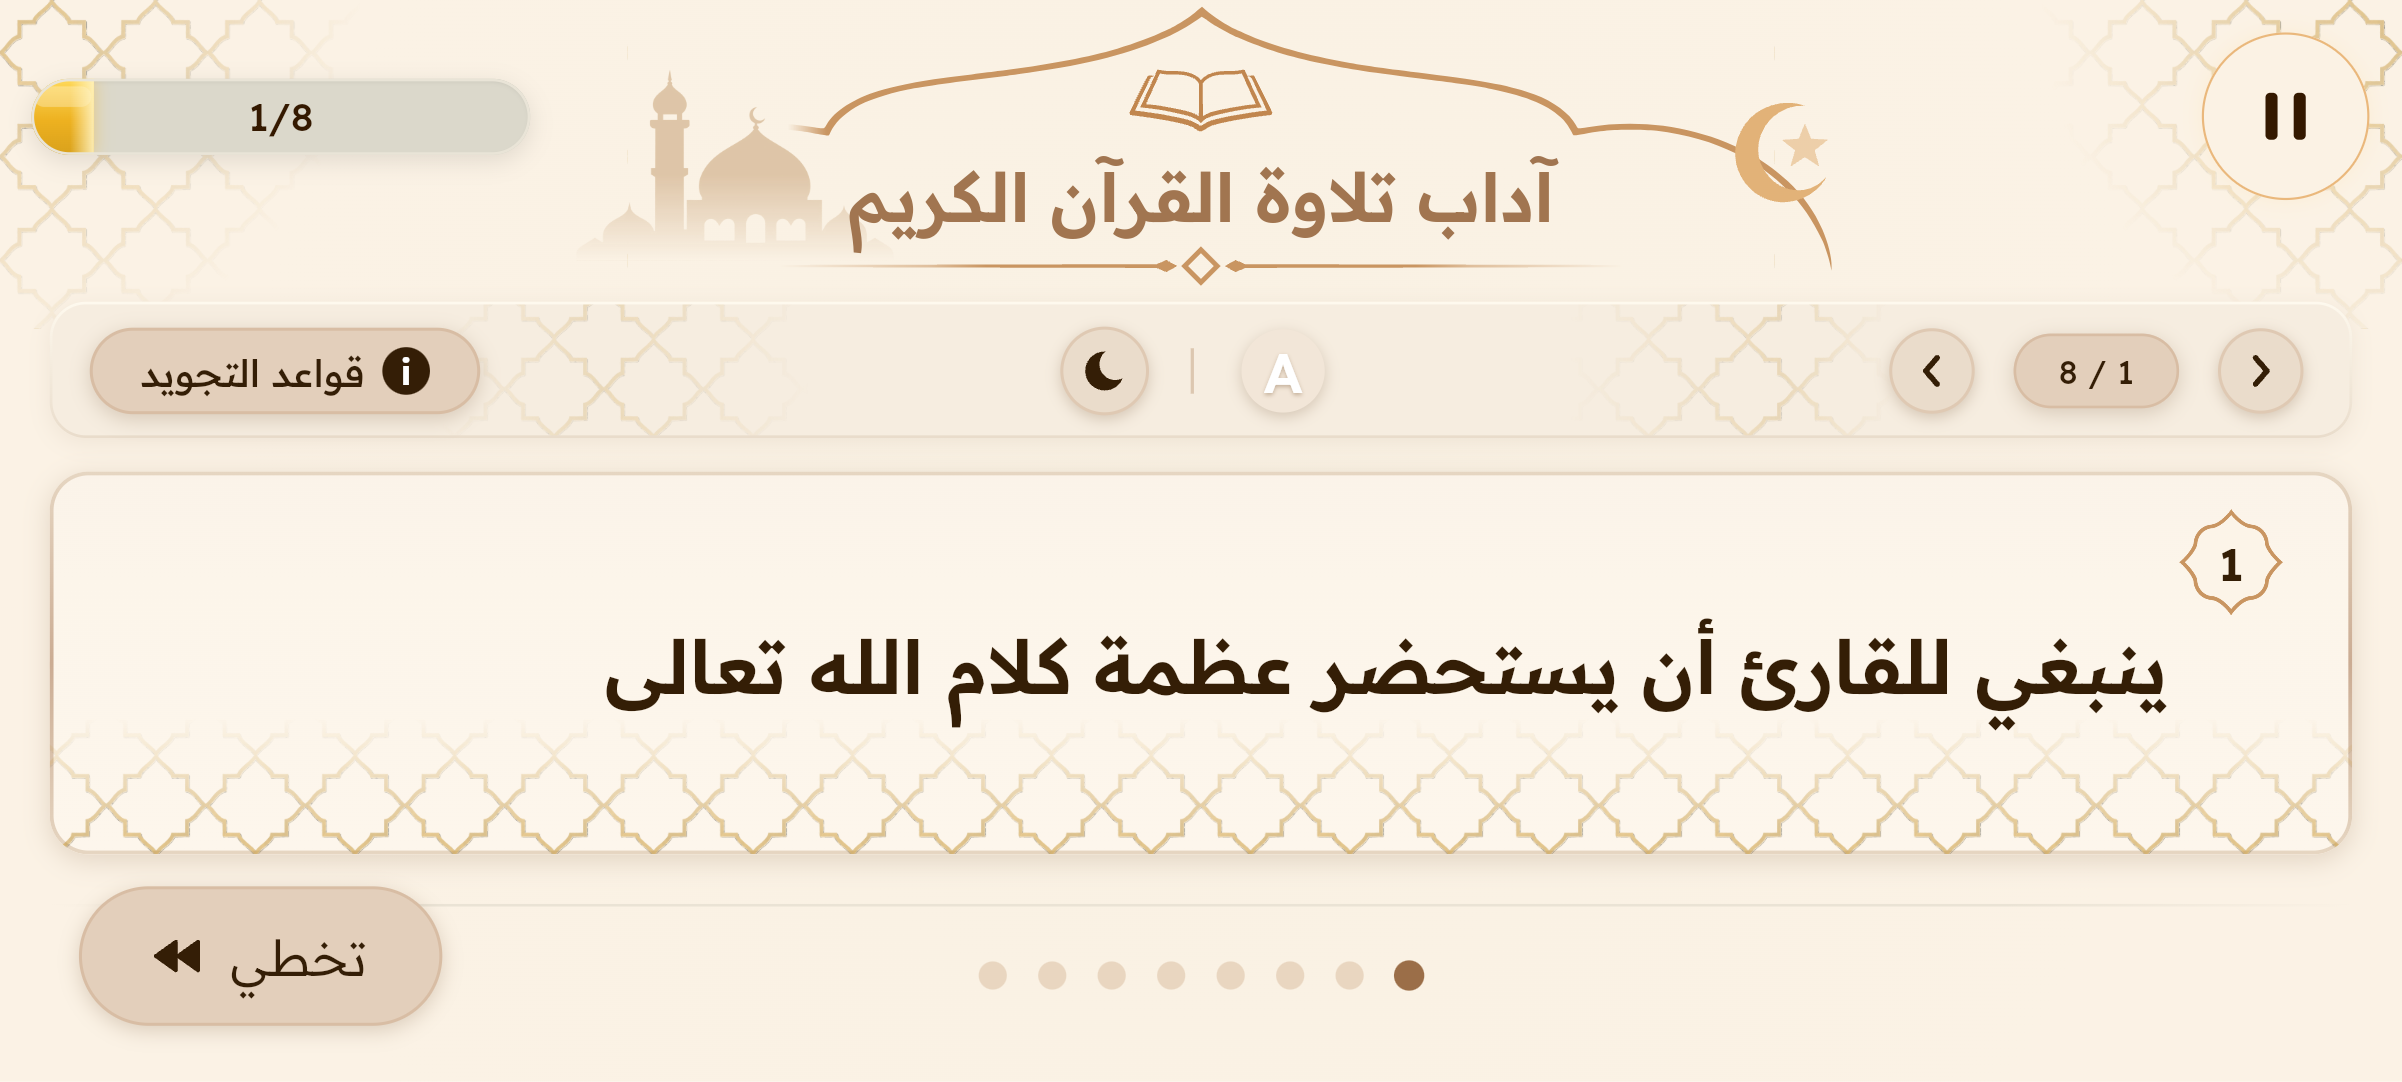 1/8
آداب تلاوة القرآن الكريم
1 / 8
A
قواعد التجويد
1
ينبغي للقارئ أن يستحضر عظمة كلام الله تعالى
تخطي